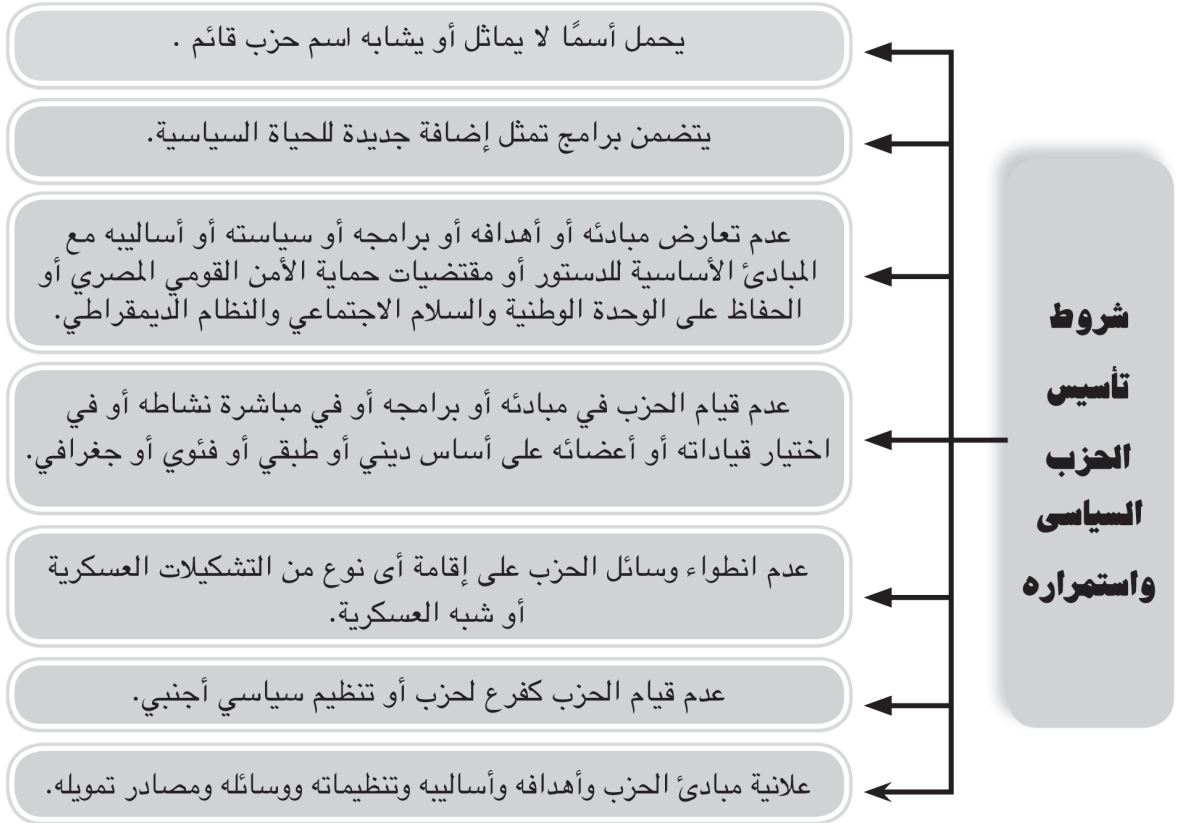 شروط
تأسيس
الحزب
السياسى
واستمراره
يحمل أسمًا لا يماثل أو يشابه اسم حزب قائم .
يتضمن برامج تمثل إضافة جديدة للحياة السياسية.
عدم تعارض مبادئه أو أهدافه أو برامجه أو سياسته أو أساليبه مع
المبادئ الأساسية للدستور أو مقتضيات حماية الأمن القومي المصري أو
الحفاظ على الوحدة الوطنية والسلام الاجتماعي والنظام الديمقراطي.
عدم قيام الحزب في مبادئه أو برامجه أو في مباشرة نشاطه أو في
اختيار قياداته أو أعضائه على أساس ديني أو طبقي أو فئوي أو جغرافي.
عدم انطواء وسائل الحزب على إقامة أى نوع من التشكيلات العسكرية
أو شبه العسكرية.
عدم قيام الحزب كفرع لحزب أو تنظيم سياسي أجنبي.
علانية مبادئ الحزب وأهدافه وأساليبه وتنظيماته ووسائله ومصادر تمويله.